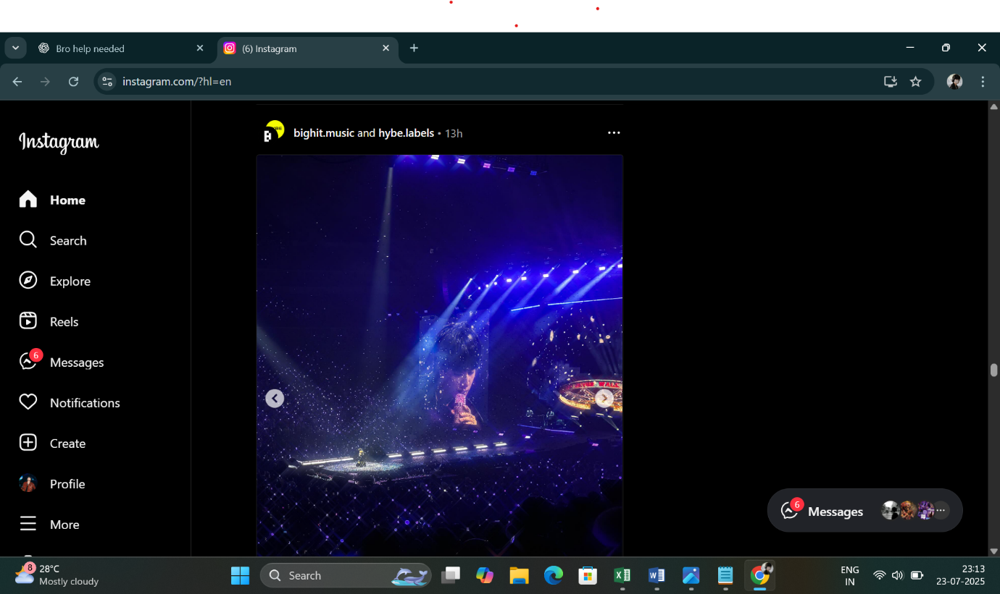 Bro help needed
(6) Instagram
instagram.com/?hl=en
Instagram
bighit.music and hybe.labels • 13h
Home
Search
Explore
Reels
6
Messages
Notifications
Create
Profile
More
6
Messages
8
28°C
Mostly cloudy
Search
ENG
IN
23:13
23-07-2025